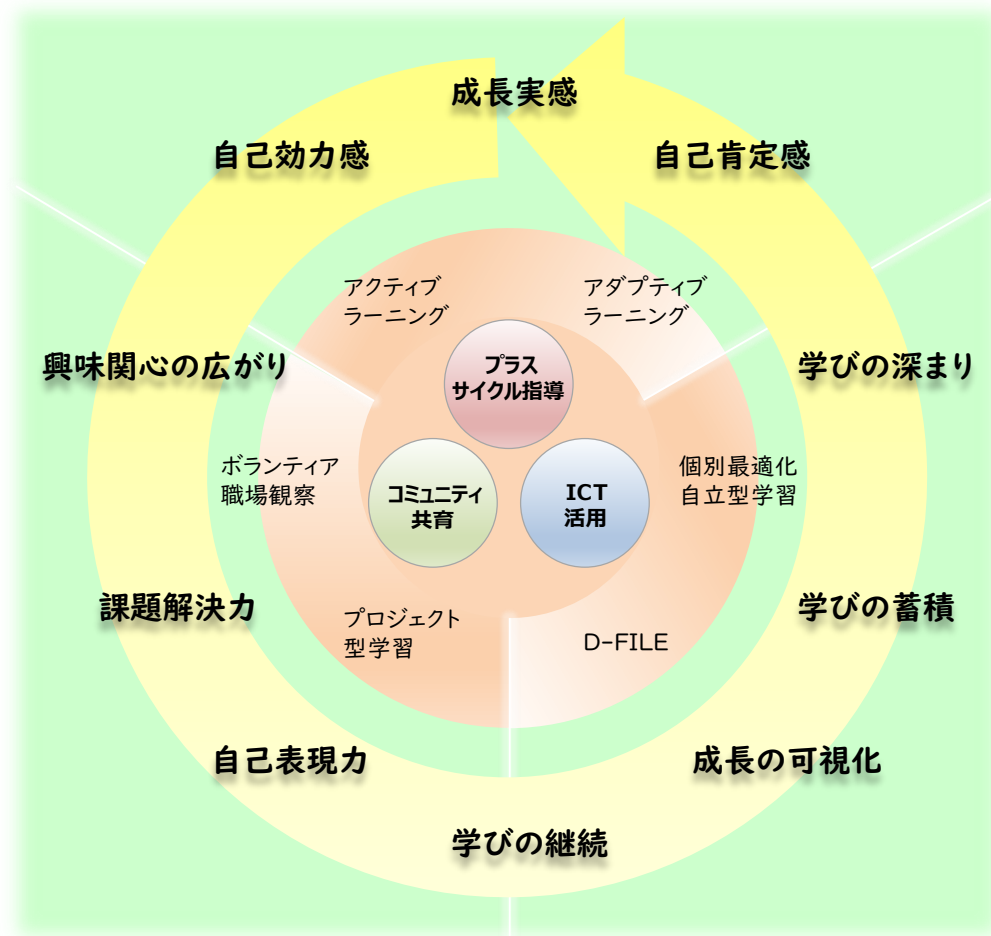 成長実感
自己効力感
自己肯定感
アクティブ
ラーニング
アダプティブ
ラーニング
興味関心の広がり
プラス
サイクル指導
学びの深まり
ボランティア
職場観察
コミュニティ
共育
ICT
活用
個別最適化
自立型学習
課題解決力
プロジェクト
型学習
D-FILE
学びの蓄積
自己表現力
成長の可視化
学びの継続